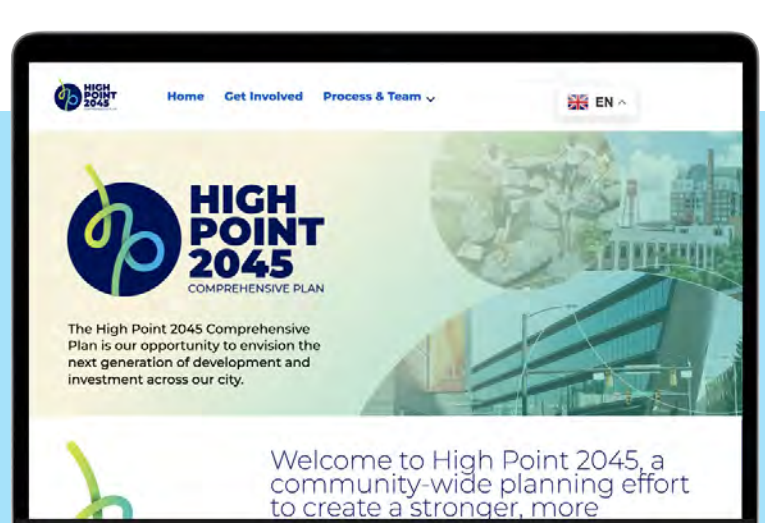 HIGH
POINT
2045
Home Get Involved Process & Team
EN
HIGH
POINT
2045
COMPREHENSIVE PLAN
The High Point 2045 Comprehensive
Plan is our opportunity to envision the
next generation of development and
investment across our city.
Welcome to High Point 2045, a
community-wide planning effort
to create a stronger, more